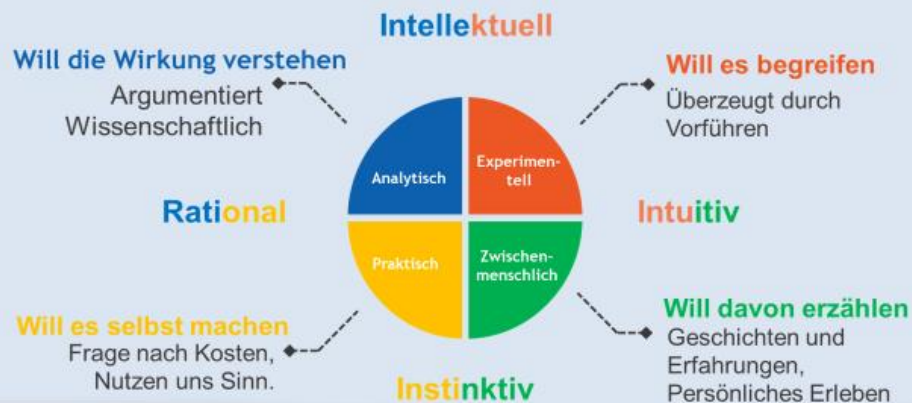 Intellektuell
Will die Wirkung verstehen
Argumentiert
Wissenschaftlich
Will es begreifen
Überzeugt durch
Vorführen
Analytisch
Experimen-
tell
Rational
Intuitiv
Praktisch
Zwischen-
menschlich
Will es selbst machen
Frage nach Kosten,
Nutzen uns Sinn.
Will davon erzählen
Geschichten und
Erfahrungen,
Persönliches Erleben
Instinktiv